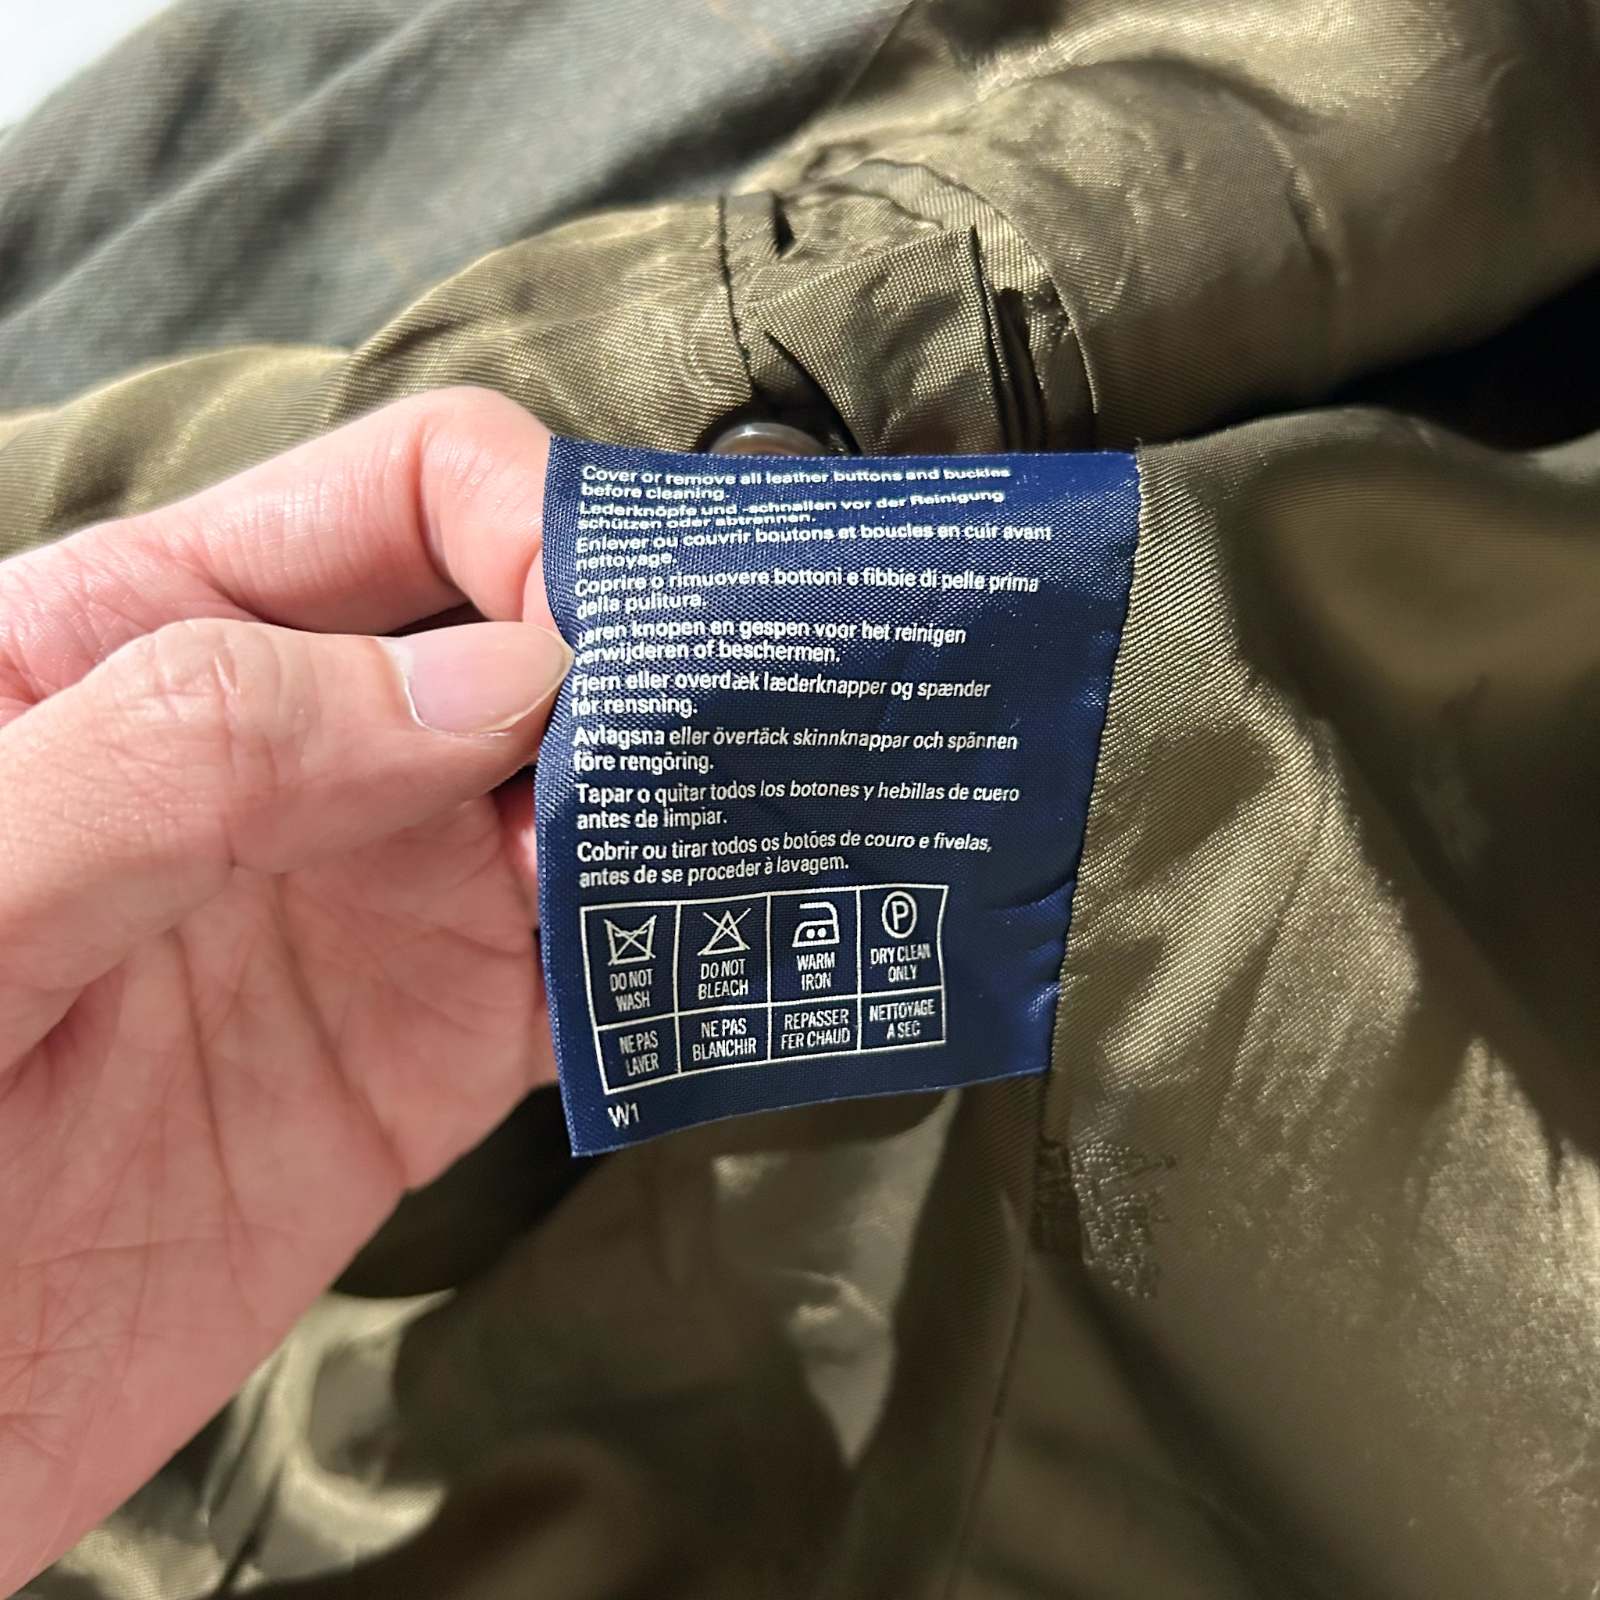 Cover or remove all leather buttons and buckles
before cleaning.
Lederknöpfe und -schnallen vor der Reinigung
schützen oder abtrennen.
Enlever ou couvrir boutons et boucles en cuir avant
nettoyage.
Coprire o rimuovere bottoni e fibbie di pelle prima
della pulitura.
knopen en gespen voor het reinigen
verwijderen of beschermen.
Fjern eller overdæk læderknapper og spænder
før rensning.
Avlagsna eller övertäck skinnknappar och spännen
före rengöring.
Tapar o quitar todos los botones y hebillas de cuero
antes de limpiar.
Cobrir ou tirar todos os botões de couro e fivelas,
antes de se proceder à lavagem.
P
DO NOT
WASH
DO NOT
BLEACH
WARM
IRON
DRY CLEAN
ONLY
NE PAS
LAVER
NE PAS
BLANCHIR
REPASSER
FER CHAUD
NETTOYAGE
A SEC
W1